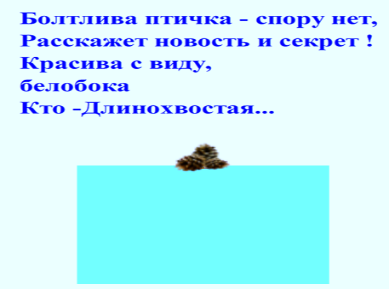 Болтлива птичка - спору нет,
Расскажет новость и секрет !
Красива с виду,
белобока
Кто -Длинохвостая...